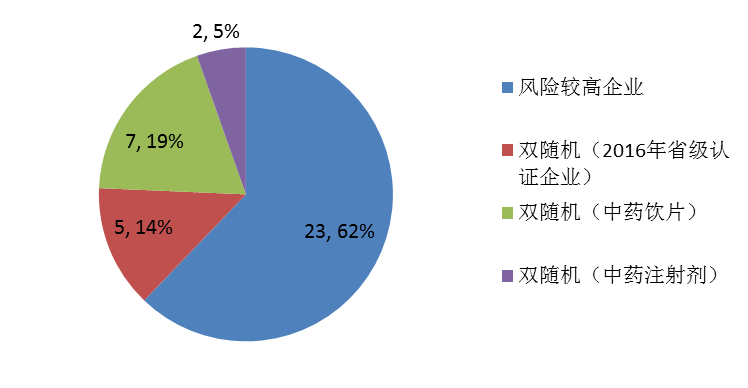 2, 5%
7, 19%
5, 14%
23, 62%
风险较高企业
双随机（2016年省级认
证企业）
双随机（中药饮片）
双随机（中药注射剂）